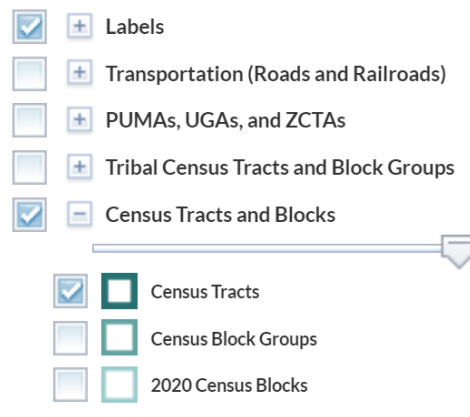 Labels
Transportation (Roads and Railroads)
PUMAs, UGAs, and ZCTAs
Tribal Census Tracts and Block Groups
Census Tracts and Blocks
Census Tracts
Census Block Groups
2020 Census Blocks